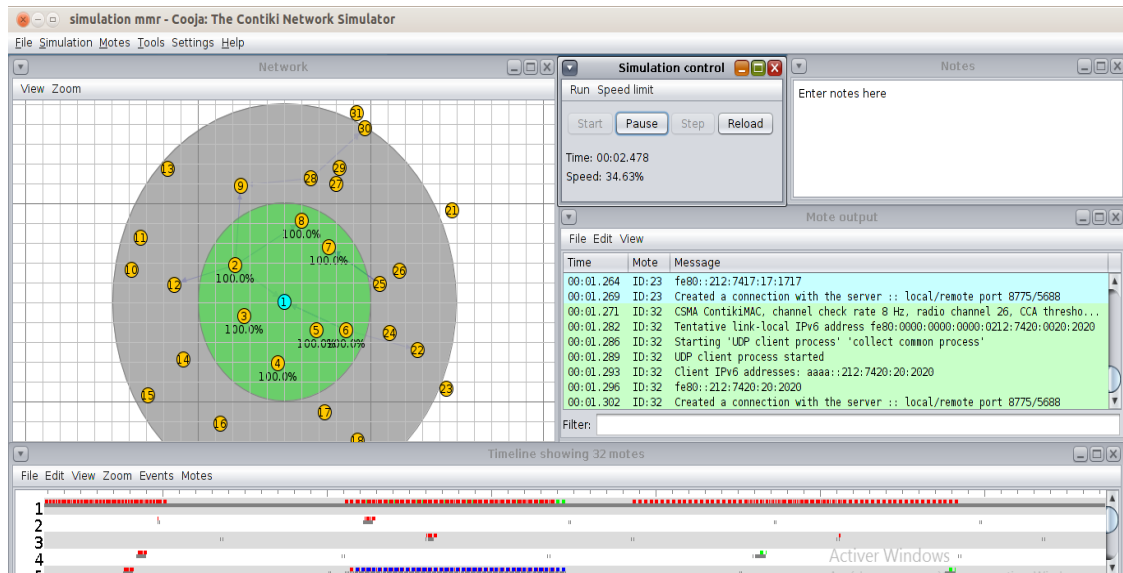 simulation mmr - Cooja: The Contiki Network Simulator
File Simulation Motes Tools Settings Help
Network
View Zoom
31
30
13
29
28
27
9
21
8
100.0%
11
7
100.0%
2
100.0%
10
26
12
25
1
3
100.0%
5
6
100.0%
100.0%
24
22
14
4
100.0%
23
15
17
16
18
Simulation control
Run Speed limit
Start Pause Step Reload
Time: 00:02.478
Speed: 34.63%
Notes
Enter notes here
Mote output
File Edit View
Time Mote Message
00:01.264 ID:23 fe80::212:7417:17:1717
00:01.269 ID:23 Created a connection with the server :: local/remote port 8775/5688
00:01.271 ID:32 CSMA ContikiMAC, channel check rate 8 Hz, radio channel 26, CCA thresho...
00:01.282 ID:32 Tentative link-local IPv6 address fe80:0000:0000:0000:0212:7420:0020:2020
00:01.286 ID:32 Starting 'UDP client process' 'collect common process'
00:01.289 ID:32 UDP client process started
00:01.293 ID:32 Client IPv6 addresses: aaaa::212:7420:20:2020
00:01.296 ID:32 fe80::212:7420:20:2020
00:01.302 ID:32 Created a connection with the server :: local/remote port 8775/5688
Filter:
Timeline showing 32 motes
File Edit View Zoom Events Motes
1
2
3
4
5
Activer Windows